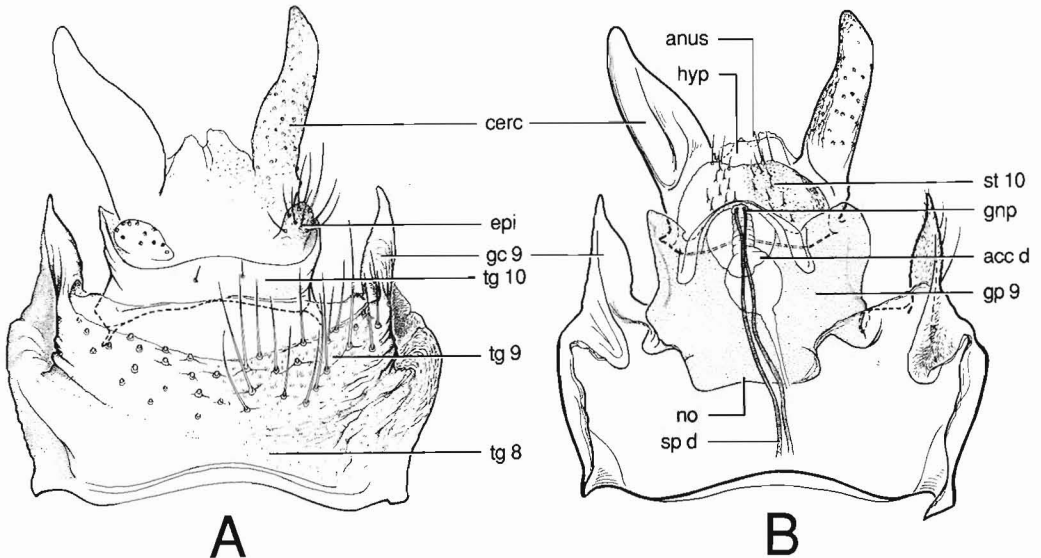 anus
hyp
cerc
st 10
gnp
epi
gc 9
acc d
tg 10
gp 9
tg 9
no
sp d
tg 8
A
B